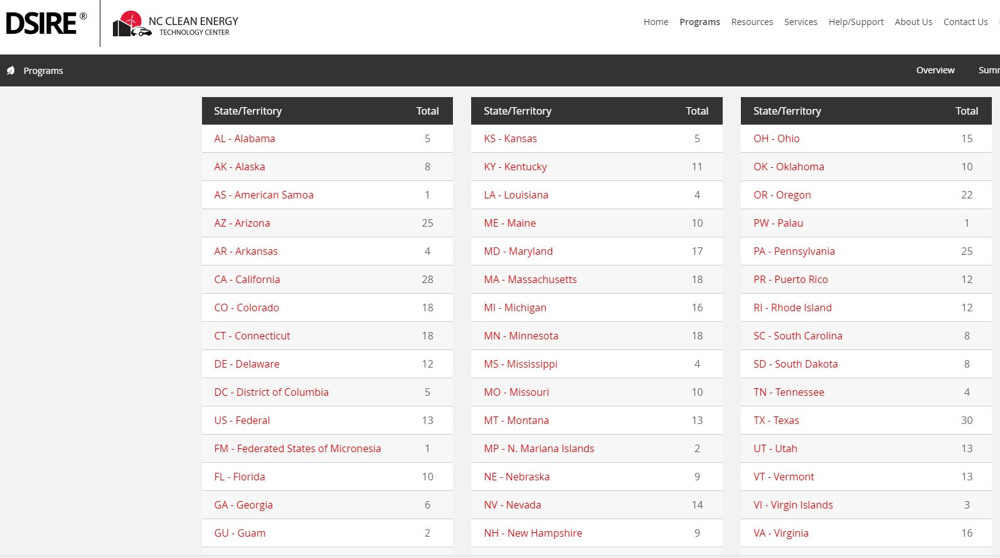 DSIRE®
NC CLEAN ENERGY
TECHNOLOGY CENTER
Home Programs Resources Services Help/Support About Us Contact Us
Programs
Overview Summ
State/Territory Total
AL - Alabama 5
AK - Alaska 8
AS - American Samoa 1
AZ - Arizona 25
AR - Arkansas 4
CA - California 28
CO - Colorado 18
CT - Connecticut 18
DE - Delaware 12
DC - District of Columbia 5
US - Federal 13
FM - Federated States of Micronesia 1
FL - Florida 10
GA - Georgia 6
GU - Guam 2
State/Territory Total
KS - Kansas 5
KY - Kentucky 11
LA - Louisiana 4
ME - Maine 10
MD - Maryland 17
MA - Massachusetts 18
MI - Michigan 16
MN - Minnesota 18
MS - Mississippi 4
MO - Missouri 10
MT - Montana 13
MP - N. Mariana Islands 2
NE - Nebraska 9
NV - Nevada 14
NH - New Hampshire 9
State/Territory Total
OH - Ohio 15
OK - Oklahoma 10
OR - Oregon 22
PW - Palau 1
PA - Pennsylvania 25
PR - Puerto Rico 12
RI - Rhode Island 12
SC - South Carolina 8
SD - South Dakota 8
TN - Tennessee 4
TX - Texas 30
UT - Utah 13
VT - Vermont 13
VI - Virgin Islands 3
VA - Virginia 16